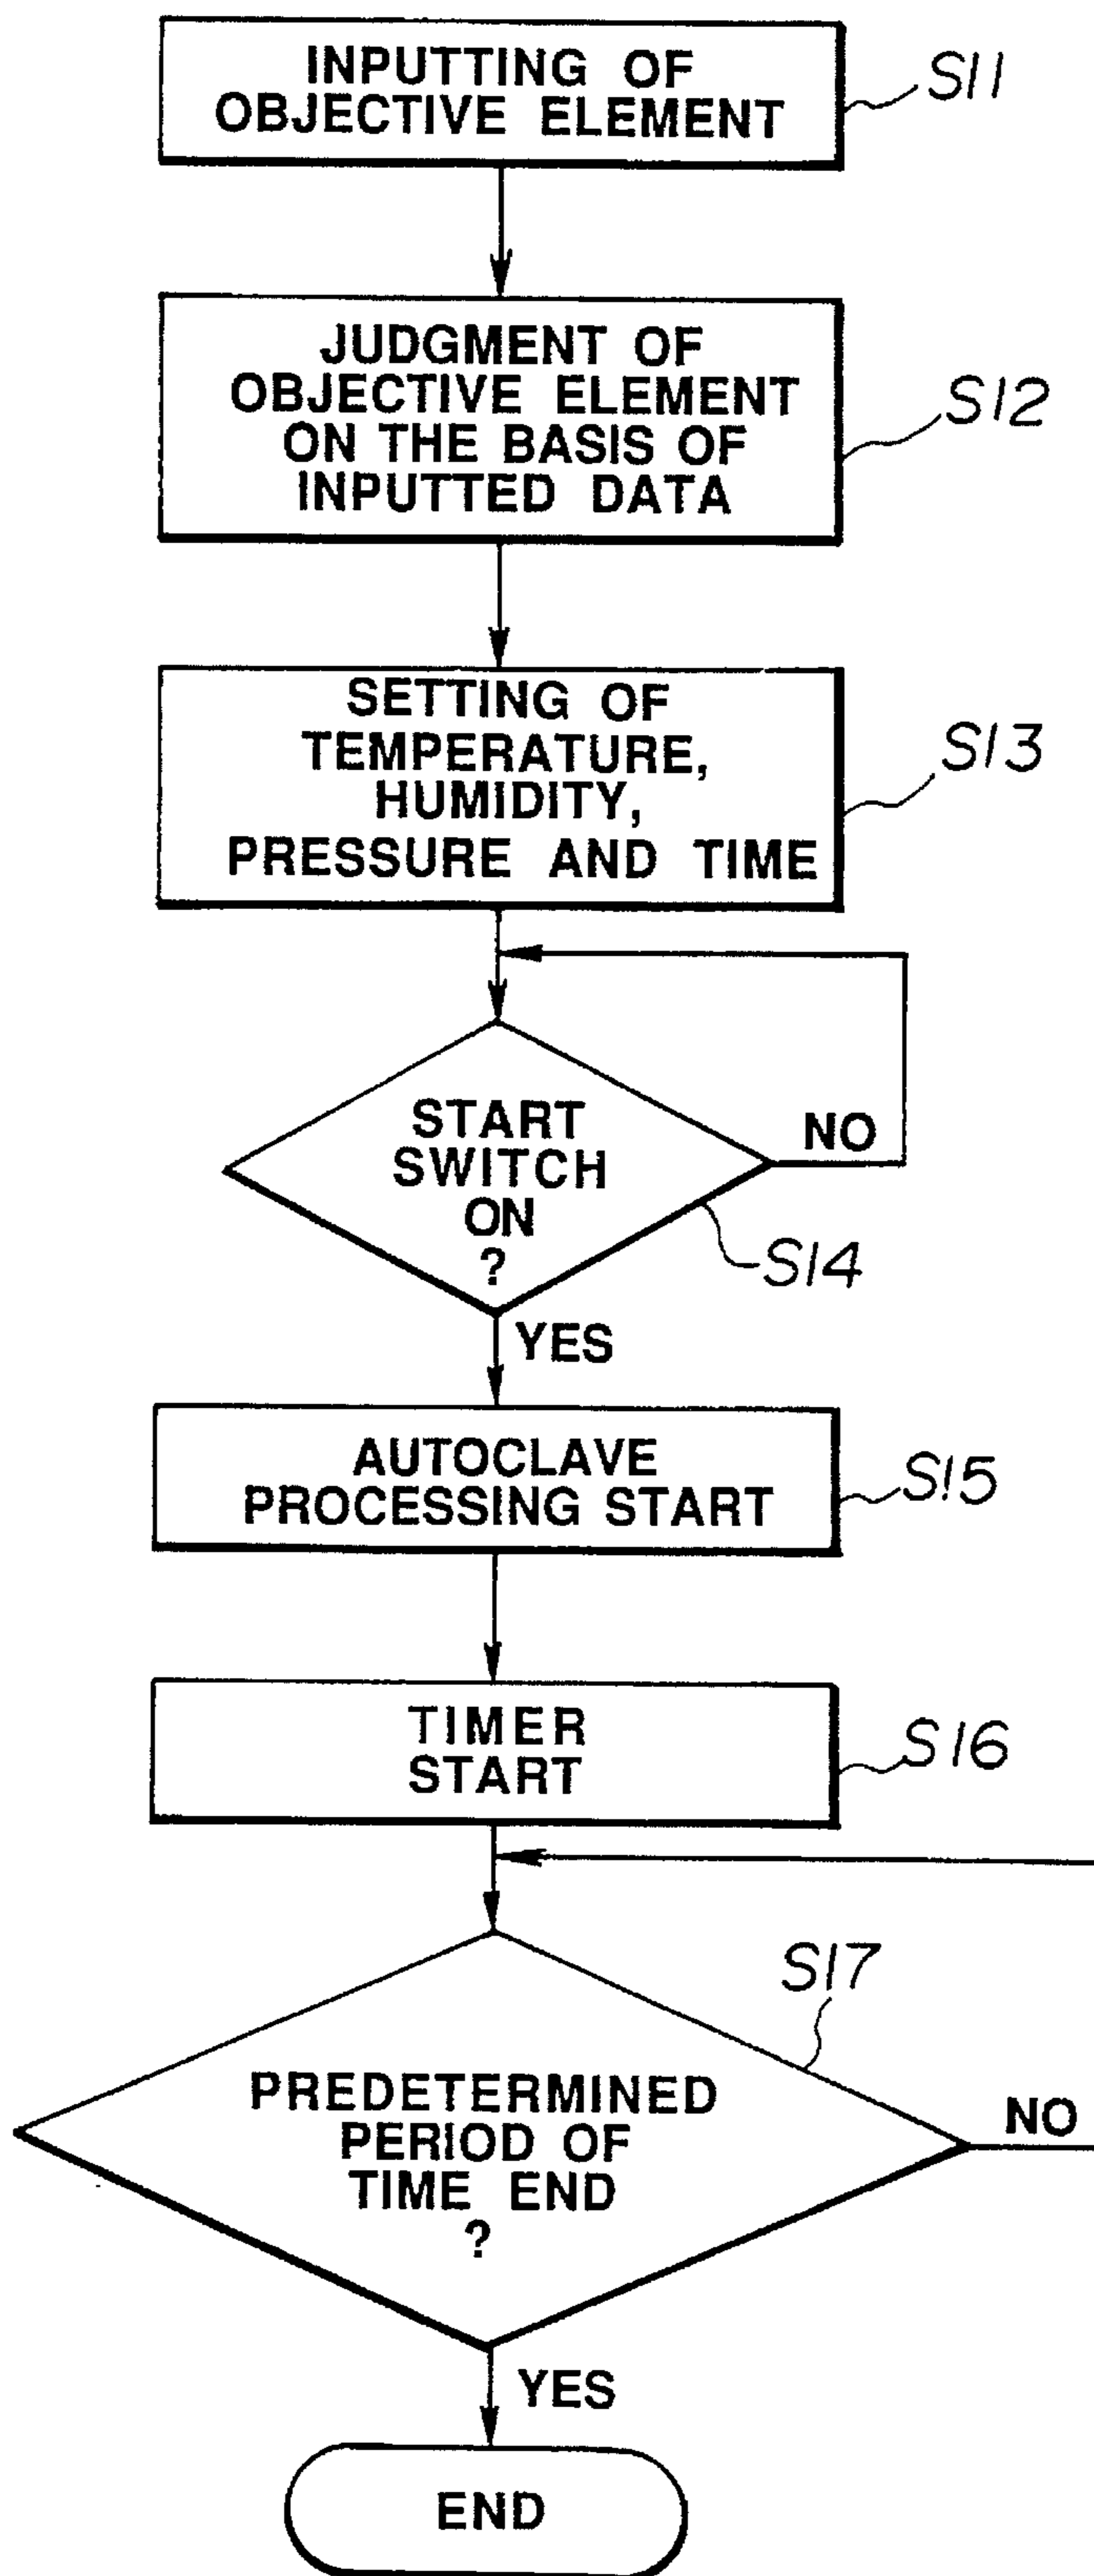 INPUTTING OF
OBJECTIVE ELEMENT
S11
JUDGMENT OF
OBJECTIVE ELEMENT
ON THE BASIS OF
INPUTTED DATA
S12
SETTING OF
TEMPERATURE,
HUMIDITY,
PRESSURE AND TIME
S13
START
SWITCH
ON
?
NO
S14
YES
AUTOCLAVE
PROCESSING START
S15
TIMER
START
S16
S17
PREDETERMINED
PERIOD OF
TIME END
?
NO
YES
END